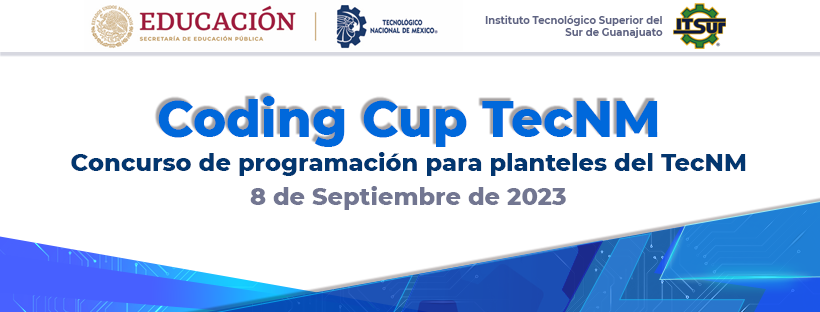 EDUCACIÓN
SECRETARÍA DE EDUCACIÓN PÚBLICA
TECNOLÓGICO
NACIONAL DE MÉXICO®
Instituto Tecnológico Superior del
Sur de Guanajuato
ITSur
Coding Cup TecNM
Concurso de programación para planteles del TecNM
8 de Septiembre de 2023